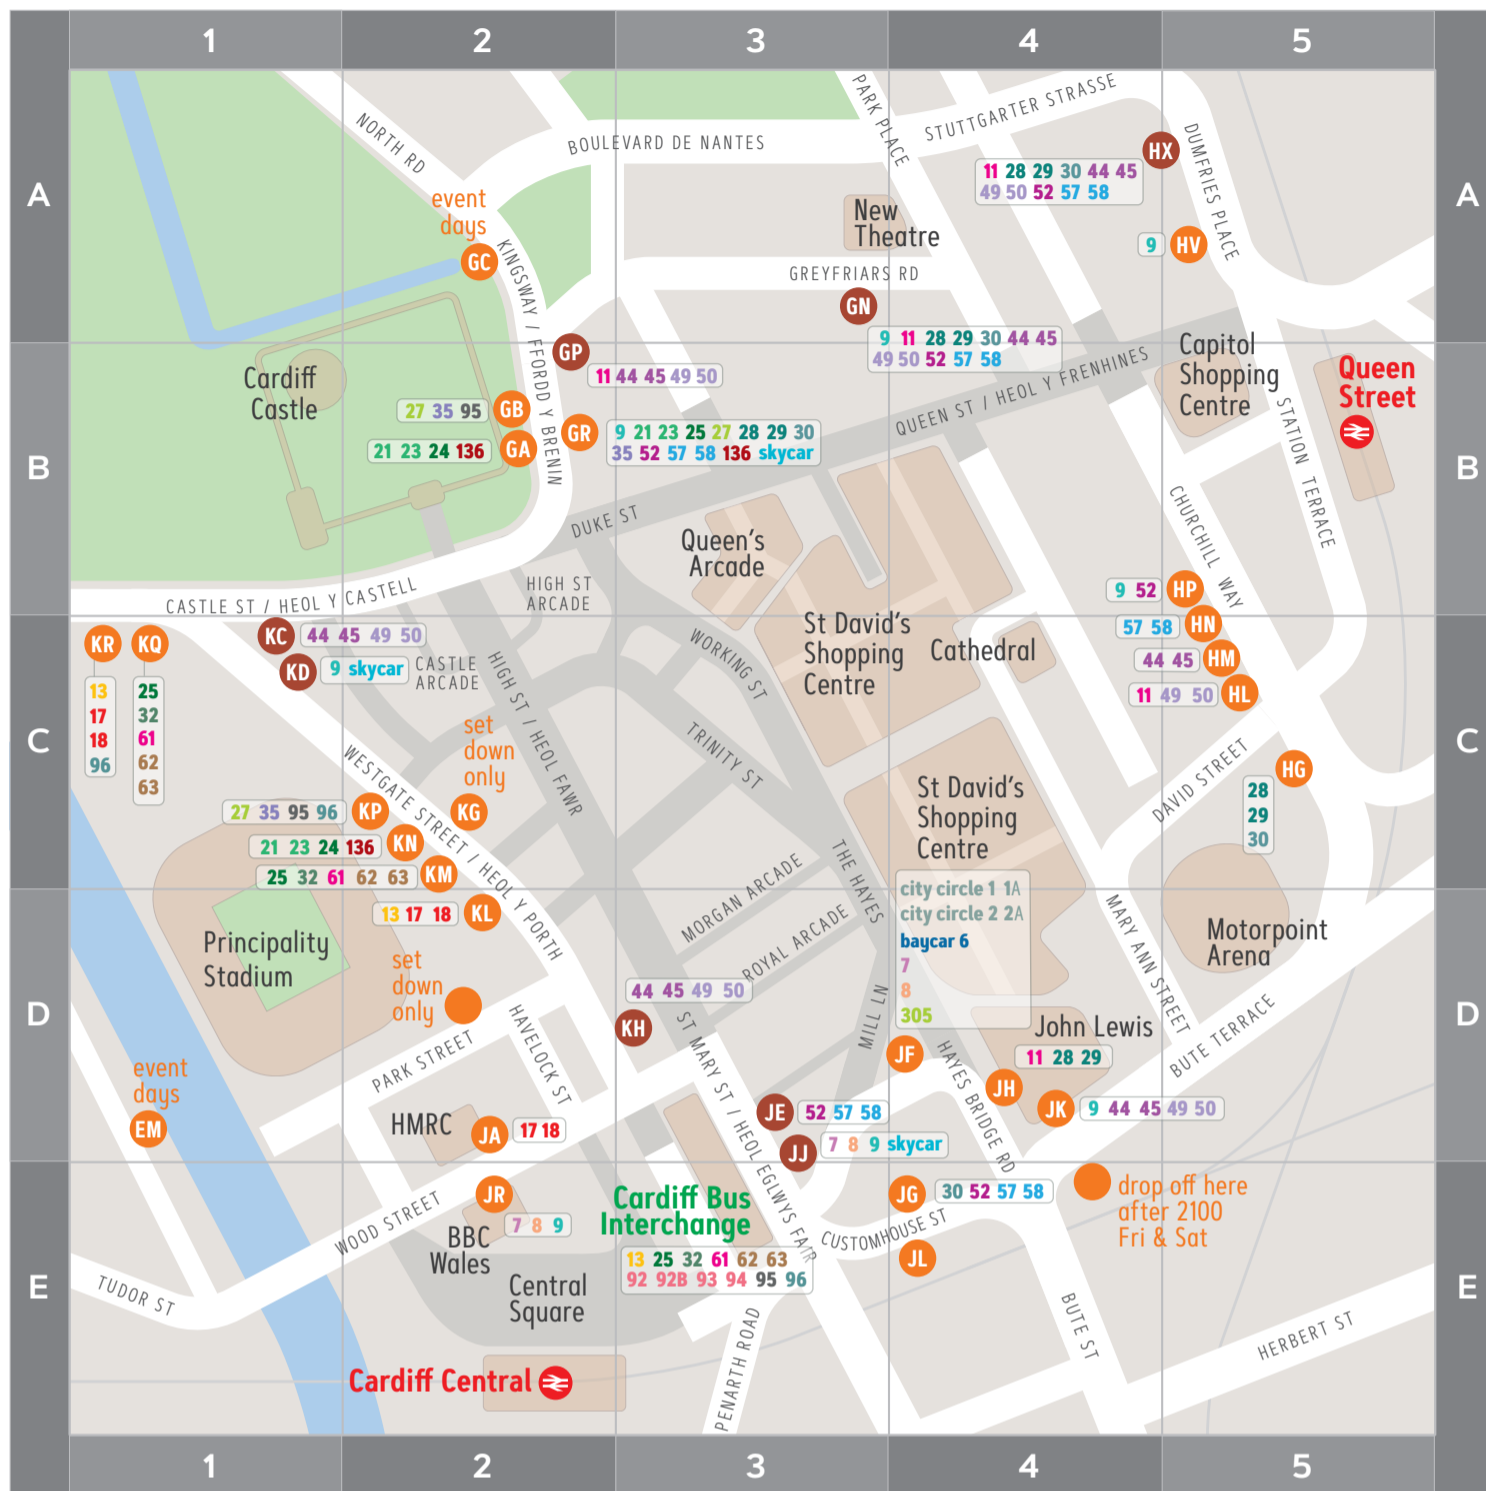 1 2 3 4 5
A A
B B
C C
D D
E E
1 2 3 4 5
NORTH RD
BOULEVARD DE NANTES
PARK PLACE
STUTTGARTER STRASSE
DUMFRIES PLACE
HX
11 28 29 30 44 45
49 50 52 57 58
9 HV
event
days
GC
KINGSWAY / FFORDD Y BRENIN
New
Theatre
GREYFRIARS RD
GN
9 11 28 29 30 44 45
49 50 52 57 58
GP
11 44 45 49 50
Cardiff
Castle
27 35 95 GB
21 23 24 136 GA
GR
9 21 23 25 27 28 29 30
35 52 57 58 136 skycar
QUEEN ST / HEOL Y FRENHINES
Capitol
Shopping
Centre
Queen
Street
STATION TERRACE
CHURCHILL WAY
DUKE ST
Queen's
Arcade
HIGH ST
ARCADE
CASTLE ST / HEOL Y CASTELL
9 52 HP
57 58 HN
44 45 HM
11 49 50 HL
KR KQ
13
17
18
96
25
32
61
62
63
KC 44 45 49 50
KD 9 skycar
CASTLE
ARCADE
HIGH ST / HEOL FAWR
WORKING ST
St David's
Shopping
Centre
Cathedral
TRINITY ST
set
down
only
KG
WESTGATE STREET / HEOL Y PORTH
27 35 95 96 KP
21 23 24 136 KN
25 32 61 62 63 KM
13 17 18 KL
St David's
Shopping
Centre
DAVID STREET
HG
28
29
30
THE HAYES
MORGAN ARCADE
ROYAL ARCADE
city circle 1 1A
city circle 2 2A
baycar 6
7
8
305
JF
MARY ANN STREET
Motorpoint
Arena
Principality
Stadium
set
down
only
44 45 49 50
KH
MILL LN
John Lewis
11 28 29
JH
JK 9 44 45 49 50
BUTE TERRACE
HAYES BRIDGE RD
PARK STREET
HAVELOCK ST
ST MARY ST / HEOL EGLWYS FAIR
event
days
EM
HMRC
JA 17 18
JE 52 57 58
JJ 7 8 9 skycar
JR
7 8 9
BBC
Wales
WOOD STREET
TUDOR ST
Cardiff Bus
Interchange
13 25 32 61 62 63
92 92B 93 94 95 96
Central
Square
JG 30 52 57 58
CUSTOMHOUSE ST
JL
drop off here
after 2100
Fri & Sat
BUTE ST
HERBERT ST
PENARTH ROAD
Cardiff Central